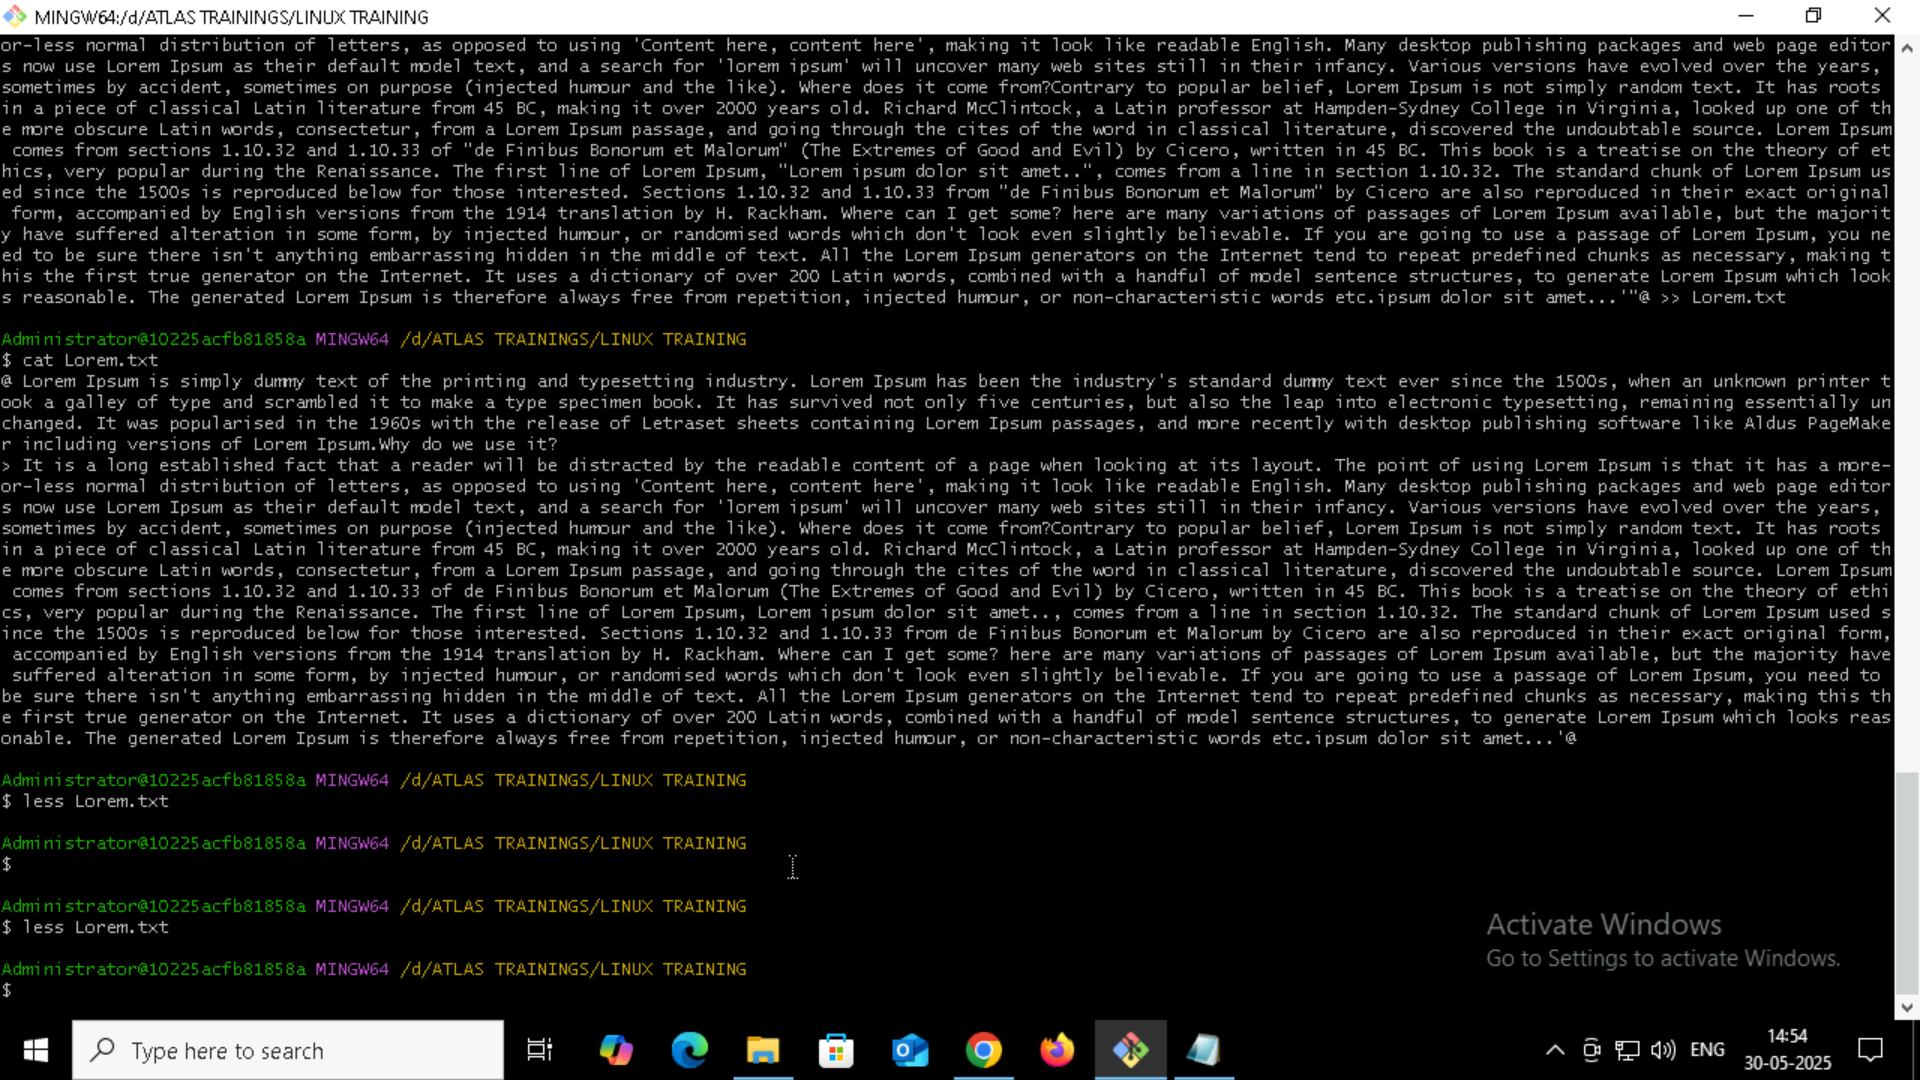 MINGW64:/d/ATLAS TRAININGS/LINUX TRAINING
or-less normal distribution of letters, as opposed to using 'Content here, content here', making it look like readable English. Many desktop publishing packages and web page editor
s now use Lorem Ipsum as their default model text, and a search for 'lorem ipsum' will uncover many web sites still in their infancy. Various versions have evolved over the years,
sometimes by accident, sometimes on purpose (injected humour and the like). Where does it come from?Contrary to popular belief, Lorem Ipsum is not simply random text. It has roots
in a piece of classical Latin literature from 45 BC, making it over 2000 years old. Richard McClintock, a Latin professor at Hampden-Sydney College in Virginia, looked up one of th
e more obscure Latin words, consectetur, from a Lorem Ipsum passage, and going through the cites of the word in classical literature, discovered the undoubtable source. Lorem Ipsum
comes from sections 1.10.32 and 1.10.33 of "de Finibus Bonorum et Malorum" (The Extremes of Good and Evil) by Cicero, written in 45 BC. This book is a treatise on the theory of et
hics, very popular during the Renaissance. The first line of Lorem Ipsum, "Lorem ipsum dolor sit amet..", comes from a line in section 1.10.32. The standard chunk of Lorem Ipsum us
ed since the 1500s is reproduced below for those interested. Sections 1.10.32 and 1.10.33 from "de Finibus Bonorum et Malorum" by Cicero are also reproduced in their exact original
form, accompanied by English versions from the 1914 translation by H. Rackham. Where can I get some? here are many variations of passages of Lorem Ipsum available, but the majorit
y have suffered alteration in some form, by injected humour, or randomised words which don't look even slightly believable. If you are going to use a passage of Lorem Ipsum, you ne
ed to be sure there isn't anything embarrassing hidden in the middle of text. All the Lorem Ipsum generators on the Internet tend to repeat predefined chunks as necessary, making t
his the first true generator on the Internet. It uses a dictionary of over 200 Latin words, combined with a handful of model sentence structures, to generate Lorem Ipsum which look
s reasonable. The generated Lorem Ipsum is therefore always free from repetition, injected humour, or non-characteristic words etc.ipsum dolor sit amet...'"@ >> Lorem.txt
Administrator@10225acfb81858a MINGW64 /d/ATLAS TRAININGS/LINUX TRAINING
$ cat Lorem.txt
@ Lorem Ipsum is simply dummy text of the printing and typesetting industry. Lorem Ipsum has been the industry's standard dummy text ever since the 1500s, when an unknown printer t
ook a galley of type and scrambled it to make a type specimen book. It has survived not only five centuries, but also the leap into electronic typesetting, remaining essentially un
changed. It was popularised in the 1960s with the release of Letraset sheets containing Lorem Ipsum passages, and more recently with desktop publishing software like Aldus PageMake
r including versions of Lorem Ipsum.Why do we use it?
> It is a long established fact that a reader will be distracted by the readable content of a page when looking at its layout. The point of using Lorem Ipsum is that it has a more-
or-less normal distribution of letters, as opposed to using 'Content here, content here', making it look like readable English. Many desktop publishing packages and web page editor
s now use Lorem Ipsum as their default model text, and a search for 'lorem ipsum' will uncover many web sites still in their infancy. Various versions have evolved over the years,
sometimes by accident, sometimes on purpose (injected humour and the like). Where does it come from?Contrary to popular belief, Lorem Ipsum is not simply random text. It has roots
in a piece of classical Latin literature from 45 BC, making it over 2000 years old. Richard McClintock, a Latin professor at Hampden-Sydney College in Virginia, looked up one of th
e more obscure Latin words, consectetur, from a Lorem Ipsum passage, and going through the cites of the word in classical literature, discovered the undoubtable source. Lorem Ipsum
comes from sections 1.10.32 and 1.10.33 of de Finibus Bonorum et Malorum (The Extremes of Good and Evil) by Cicero, written in 45 BC. This book is a treatise on the theory of ethi
cs, very popular during the Renaissance. The first line of Lorem Ipsum, Lorem ipsum dolor sit amet.., comes from a line in section 1.10.32. The standard chunk of Lorem Ipsum used s
ince the 1500s is reproduced below for those interested. Sections 1.10.32 and 1.10.33 from de Finibus Bonorum et Malorum by Cicero are also reproduced in their exact original form,
accompanied by English versions from the 1914 translation by H. Rackham. Where can I get some? here are many variations of passages of Lorem Ipsum available, but the majority have
suffered alteration in some form, by injected humour, or randomised words which don't look even slightly believable. If you are going to use a passage of Lorem Ipsum, you need to
be sure there isn't anything embarrassing hidden in the middle of text. All the Lorem Ipsum generators on the Internet tend to repeat predefined chunks as necessary, making this th
e first true generator on the Internet. It uses a dictionary of over 200 Latin words, combined with a handful of model sentence structures, to generate Lorem Ipsum which looks reas
onable. The generated Lorem Ipsum is therefore always free from repetition, injected humour, or non-characteristic words etc.ipsum dolor sit amet...'@
Administrator@10225acfb81858a MINGW64 /d/ATLAS TRAININGS/LINUX TRAINING
$ less Lorem.txt
Administrator@10225acfb81858a MINGW64 /d/ATLAS TRAININGS/LINUX TRAINING
$
Administrator@10225acfb81858a MINGW64 /d/ATLAS TRAININGS/LINUX TRAINING
$ less Lorem.txt
Administrator@10225acfb81858a MINGW64 /d/ATLAS TRAININGS/LINUX TRAINING
$
Activate Windows
Go to Settings to activate Windows.
Type here to search
ENG
14:54
30-05-2025